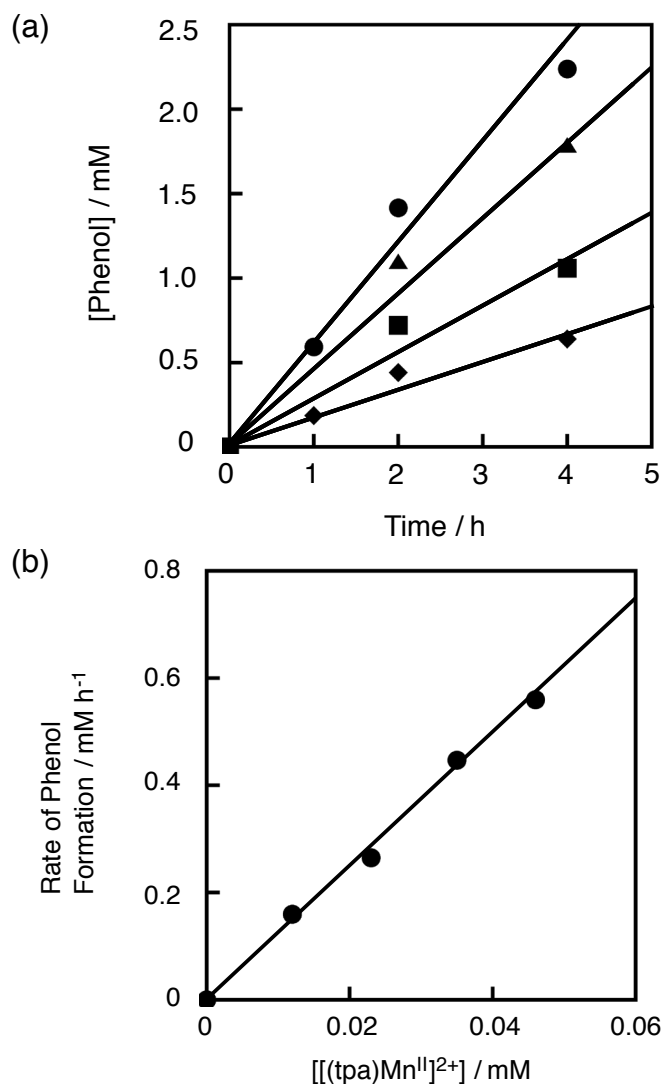 (a)
2.5
2.0
1.5
1.0
0.5
0
[Phenol] / mM
0 1 2 3 4 5
Time / h
(b)
0.8
0.6
0.4
0.2
0
Rate of Phenol
Formation / mM h⁻¹
0 0.02 0.04 0.06
[[(tpa)Mnᴵᴵ]²⁺] / mM